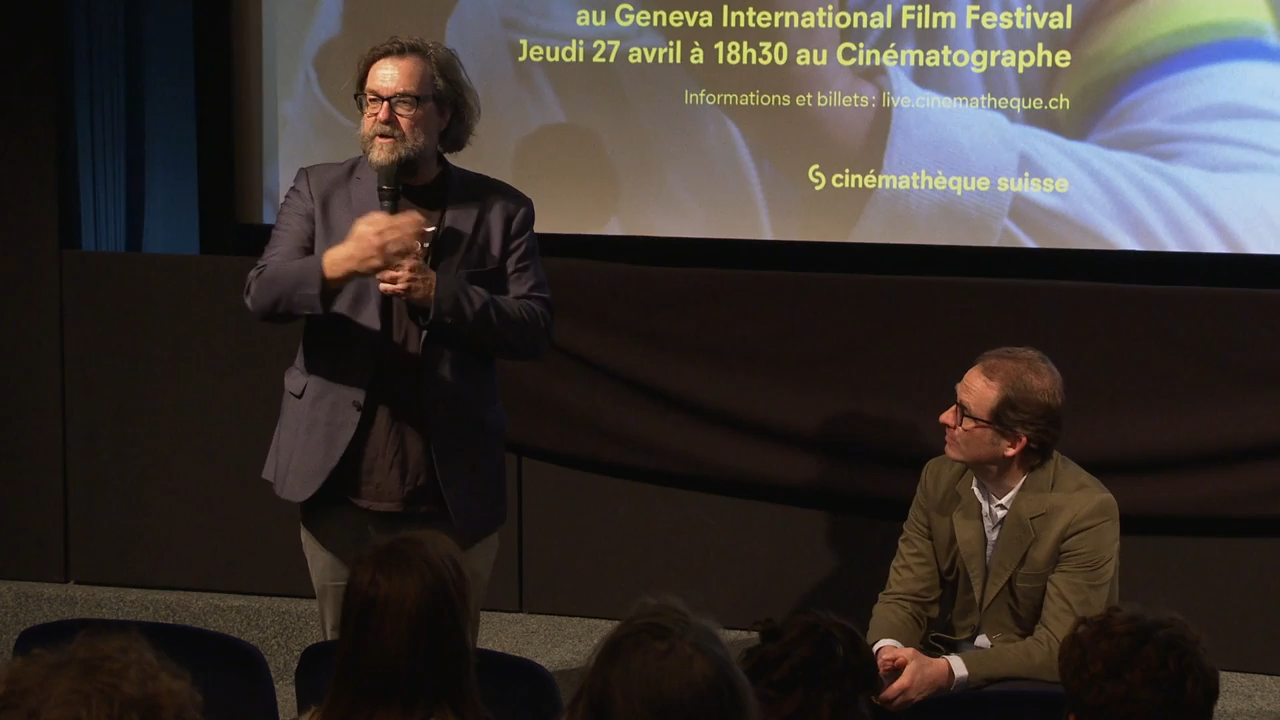 au Geneva International Film Festival
Jeudi 27 avril à 18h30 au Cinématographe
Informations et billets : live.cinematheque.ch
cinémathèque suisse